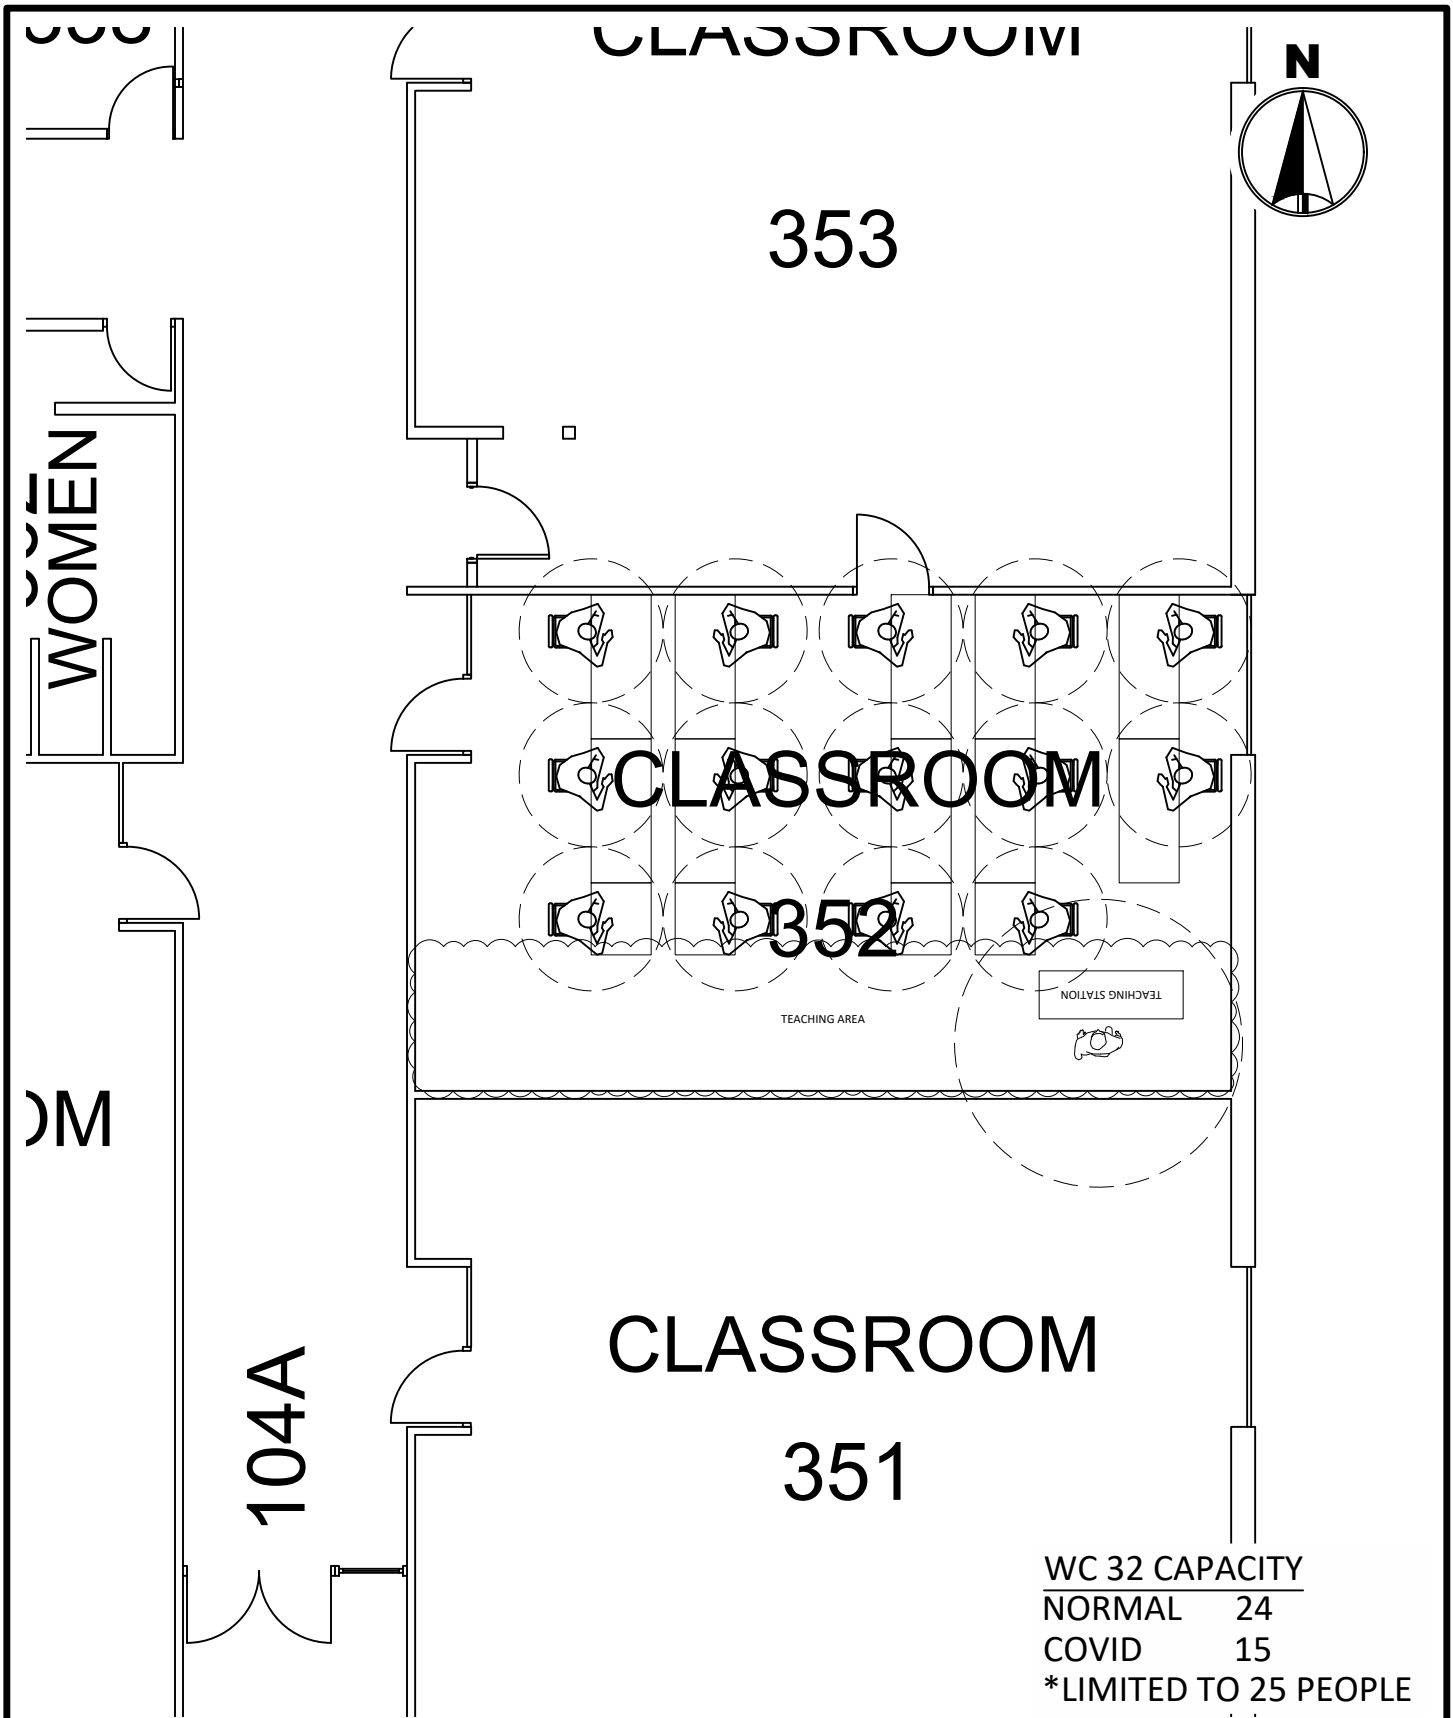 CLASSROOM
N
353
WOMEN
CLASSROOM
352
TEACHING STATION
TEACHING AREA
OM
CLASSROOM
104A
351
WC 32 CAPACITY
NORMAL 24
COVID 15
*LIMITED TO 25 PEOPLE